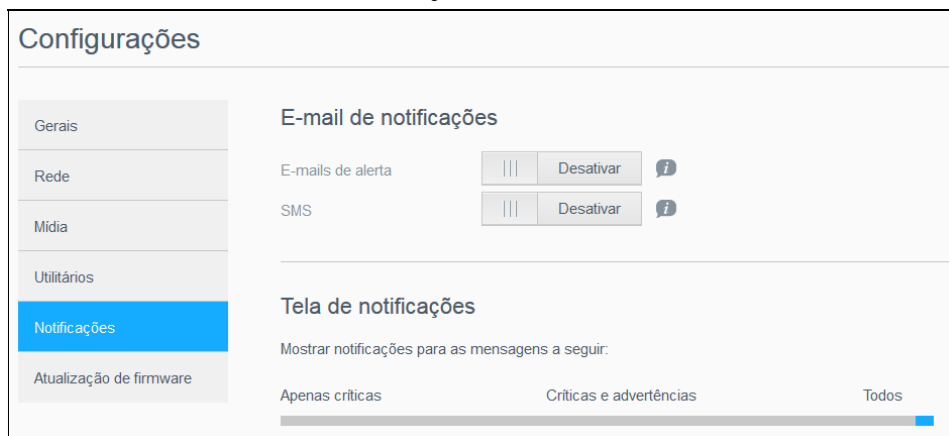 Configurações
Gerais
Rede
Mídia
Utilitários
Notificações
Atualização de firmware
E-mail de notificações
E-mails de alerta Desativar i
SMS Desativar i
Tela de notificações
Mostrar notificações para as mensagens a seguir:
Apenas críticas Críticas e advertências Todos